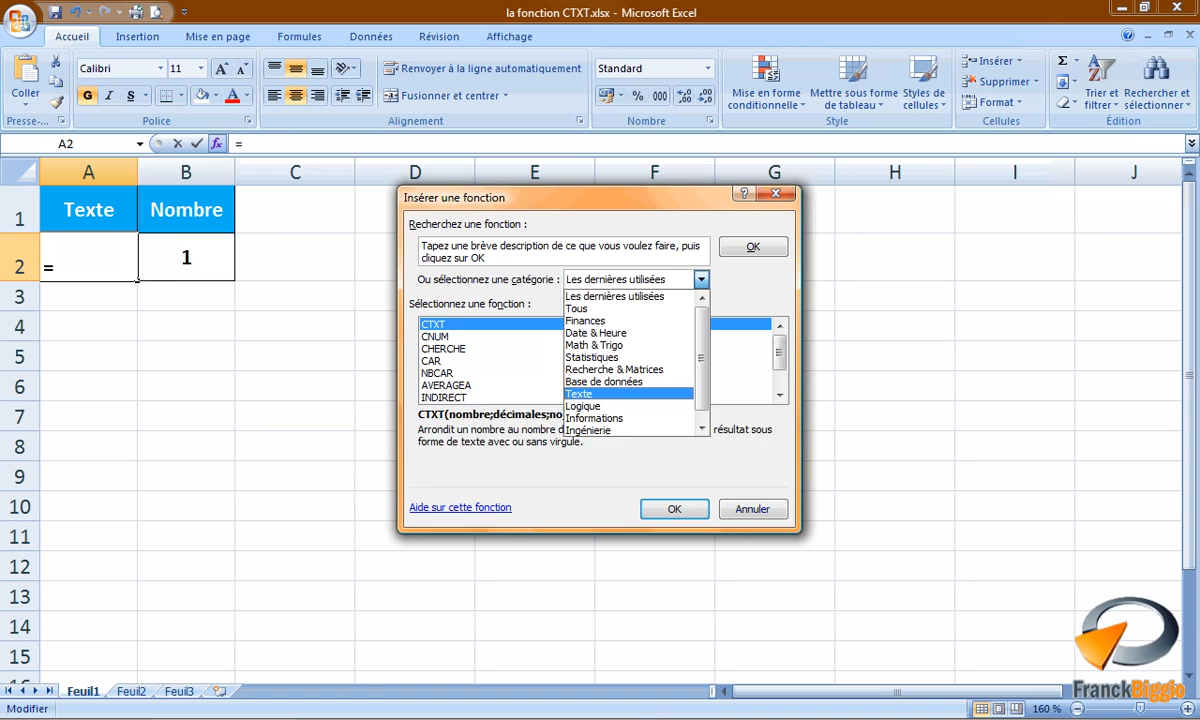 la fonction CTXT.xlsx - Microsoft Excel
Accueil Insertion Mise en page Formules Données Révision Affichage
Coller
Presse-...
Calibri 11
G I S
Police
Renvoyer à la ligne automatiquement
Fusionner et centrer
Alignement
Standard
% 000
Nombre
Mise en forme conditionnelle
Mettre sous forme de tableau
Styles de cellules
Style
Insérer
Supprimer
Format
Cellules
Σ
Trier et filtrer
Rechercher et sélectionner
Édition
A2 fx =
A B C D E F G H I J
1 Texte Nombre
2 = 1
3
4
5
6
7
8
9
10
11
12
13
14
15
16
Insérer une fonction
Recherchez une fonction :
Tapez une brève description de ce que vous voulez faire, puis
cliquez sur OK
OK
Ou sélectionnez une catégorie : Les dernières utilisées
Les dernières utilisées
Tous
Finances
Date & Heure
Math & Trigo
Statistiques
Recherche & Matrices
Base de données
Texte
Logique
Informations
Ingénierie
Sélectionnez une fonction :
CTXT
CNUM
CHERCHE
CAR
NBCAR
AVERAGEA
INDIRECT
CTXT(nombre;décimales;no
Arrondit un nombre au nombre d résultat sous
forme de texte avec ou sans virgule.
Aide sur cette fonction
OK Annuler
FranckBiggio
Feuil1 Feuil2 Feuil3
Modifier 160 %